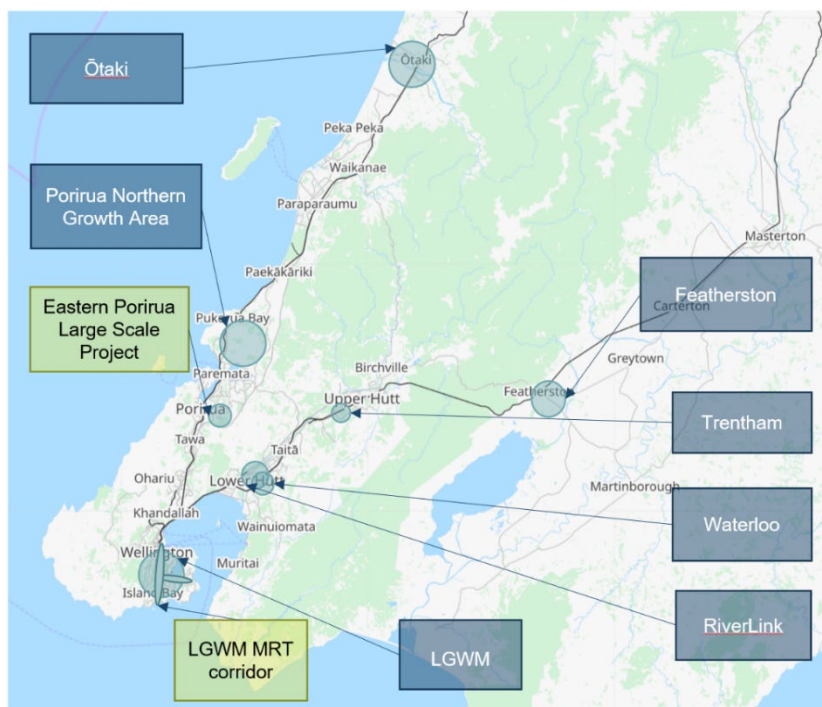 Ōtaki
Ōtaki
Peka Peka
Waikanae
Porirua Northern
Growth Area
Paraparaumu
Masterton
Paekākāriki
Featherston
Eastern Porirua
Large Scale
Project
Pukerua Bay
Carterton
Greytown
Paremata
Birchville
Featherston
Upper Hutt
Trentham
Porirua
Tawa
Taitā
Lower Hutt
Ohariu
Martinborough
Waterloo
Khandallah
Wainuiomata
Wellington
Muritai
Island Bay
RiverLink
LGWM MRT
corridor
LGWM